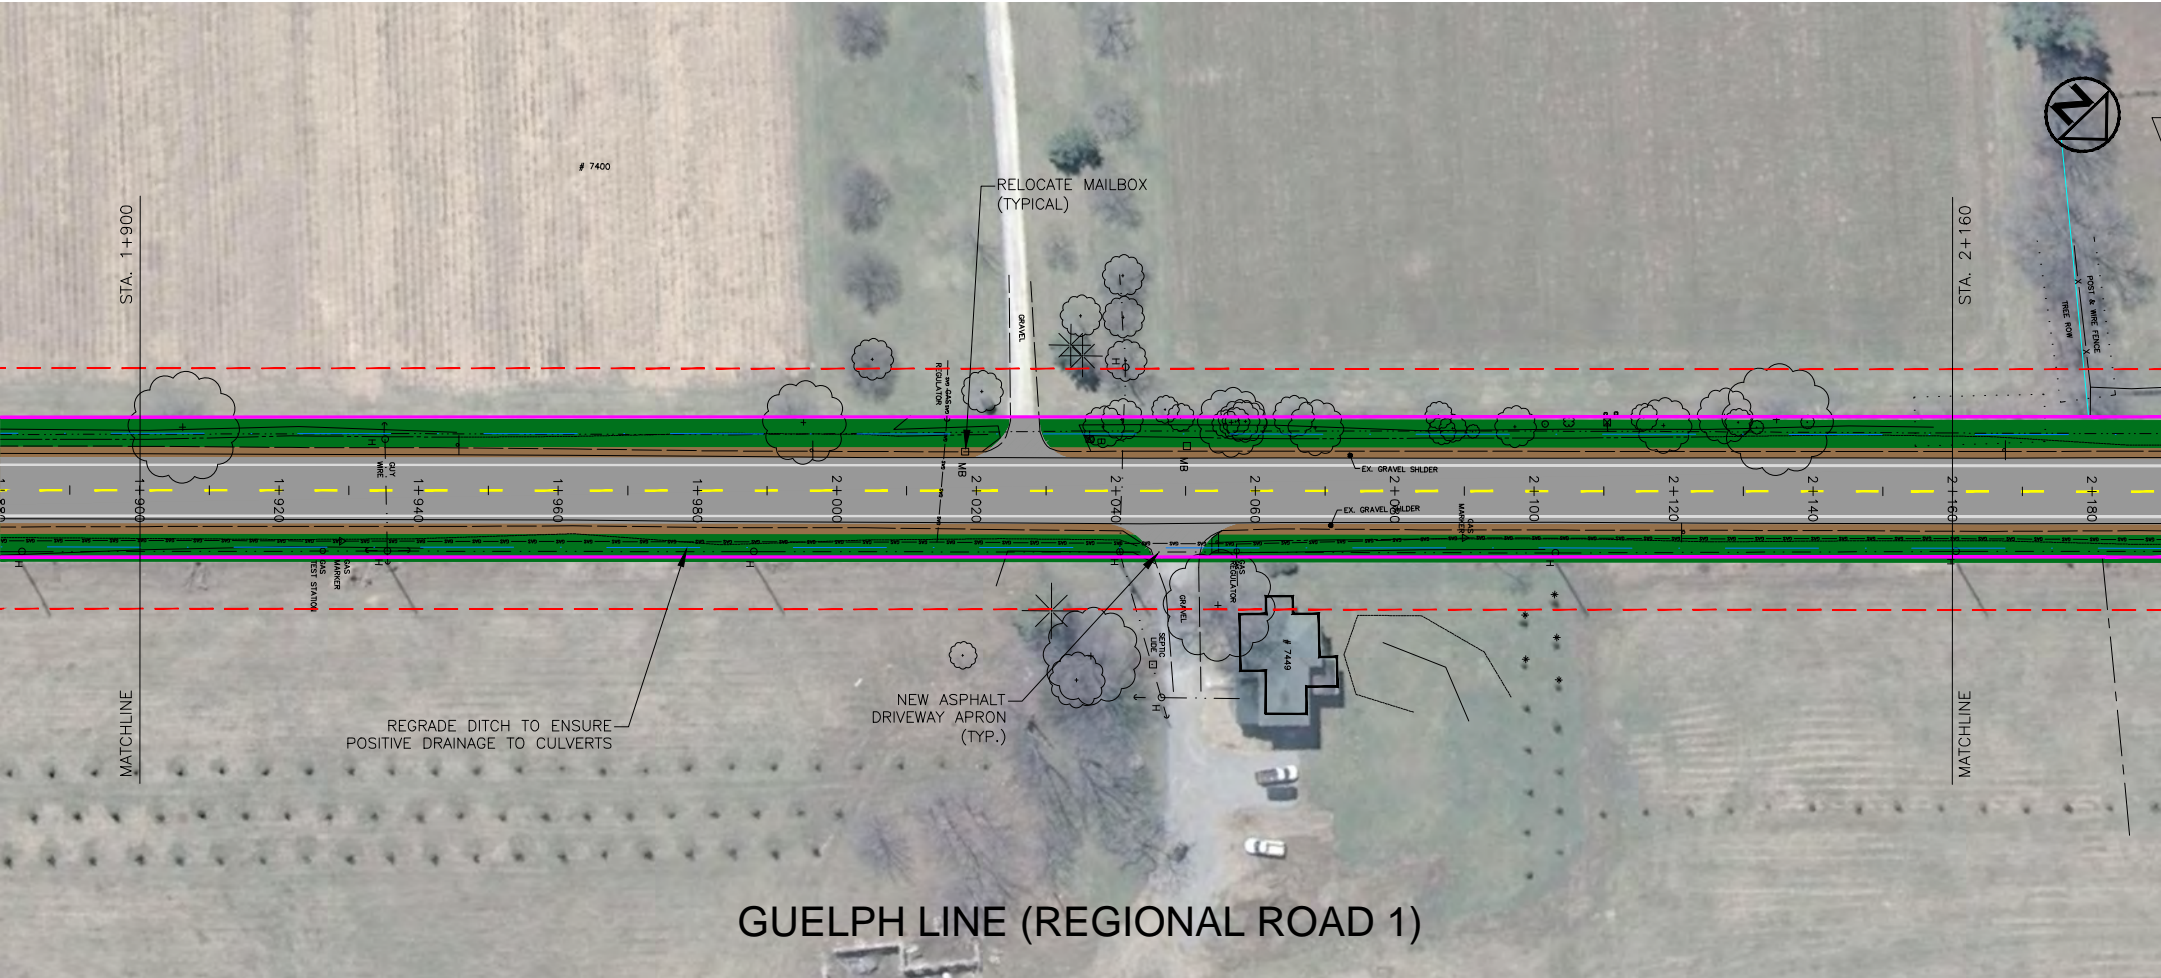 # 7400
RELOCATE MAILBOX
(TYPICAL)
STA. 1+900
STA. 2+160
N
POST & WIRE FENCE
X
X
TREE ROW
GRAVEL
GAS
REGULATOR
H
GUY
WIRE
H
MB
B
MB
EX. GRAVEL SHLDER
1+900
1+920
1+940
1+960
1+980
2+000
2+020
2+040
2+060
2+080
2+100
2+120
2+140
2+160
2+180
EX. GRAVEL SHLDER
GAS
MARKER
H
GAS
TEST STATION
GAS
MARKER
H
H
H
GAS
REGULATOR
H
H
GRAVEL
SEPTIC
LIDE
H
# 7449
NEW ASPHALT
DRIVEWAY APRON
(TYP.)
REGRADE DITCH TO ENSURE
POSITIVE DRAINAGE TO CULVERTS
MATCHLINE
MATCHLINE
GUELPH LINE (REGIONAL ROAD 1)